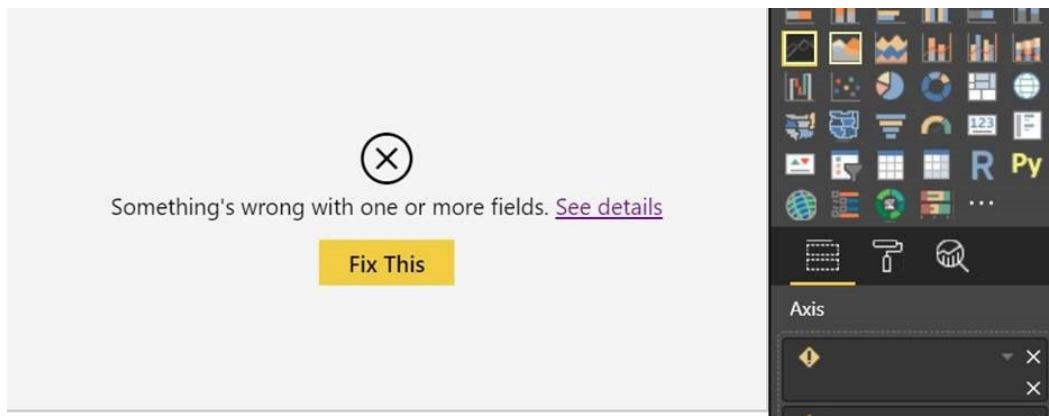 Something's wrong with one or more fields. See details
Fix This
123
R Py
Axis